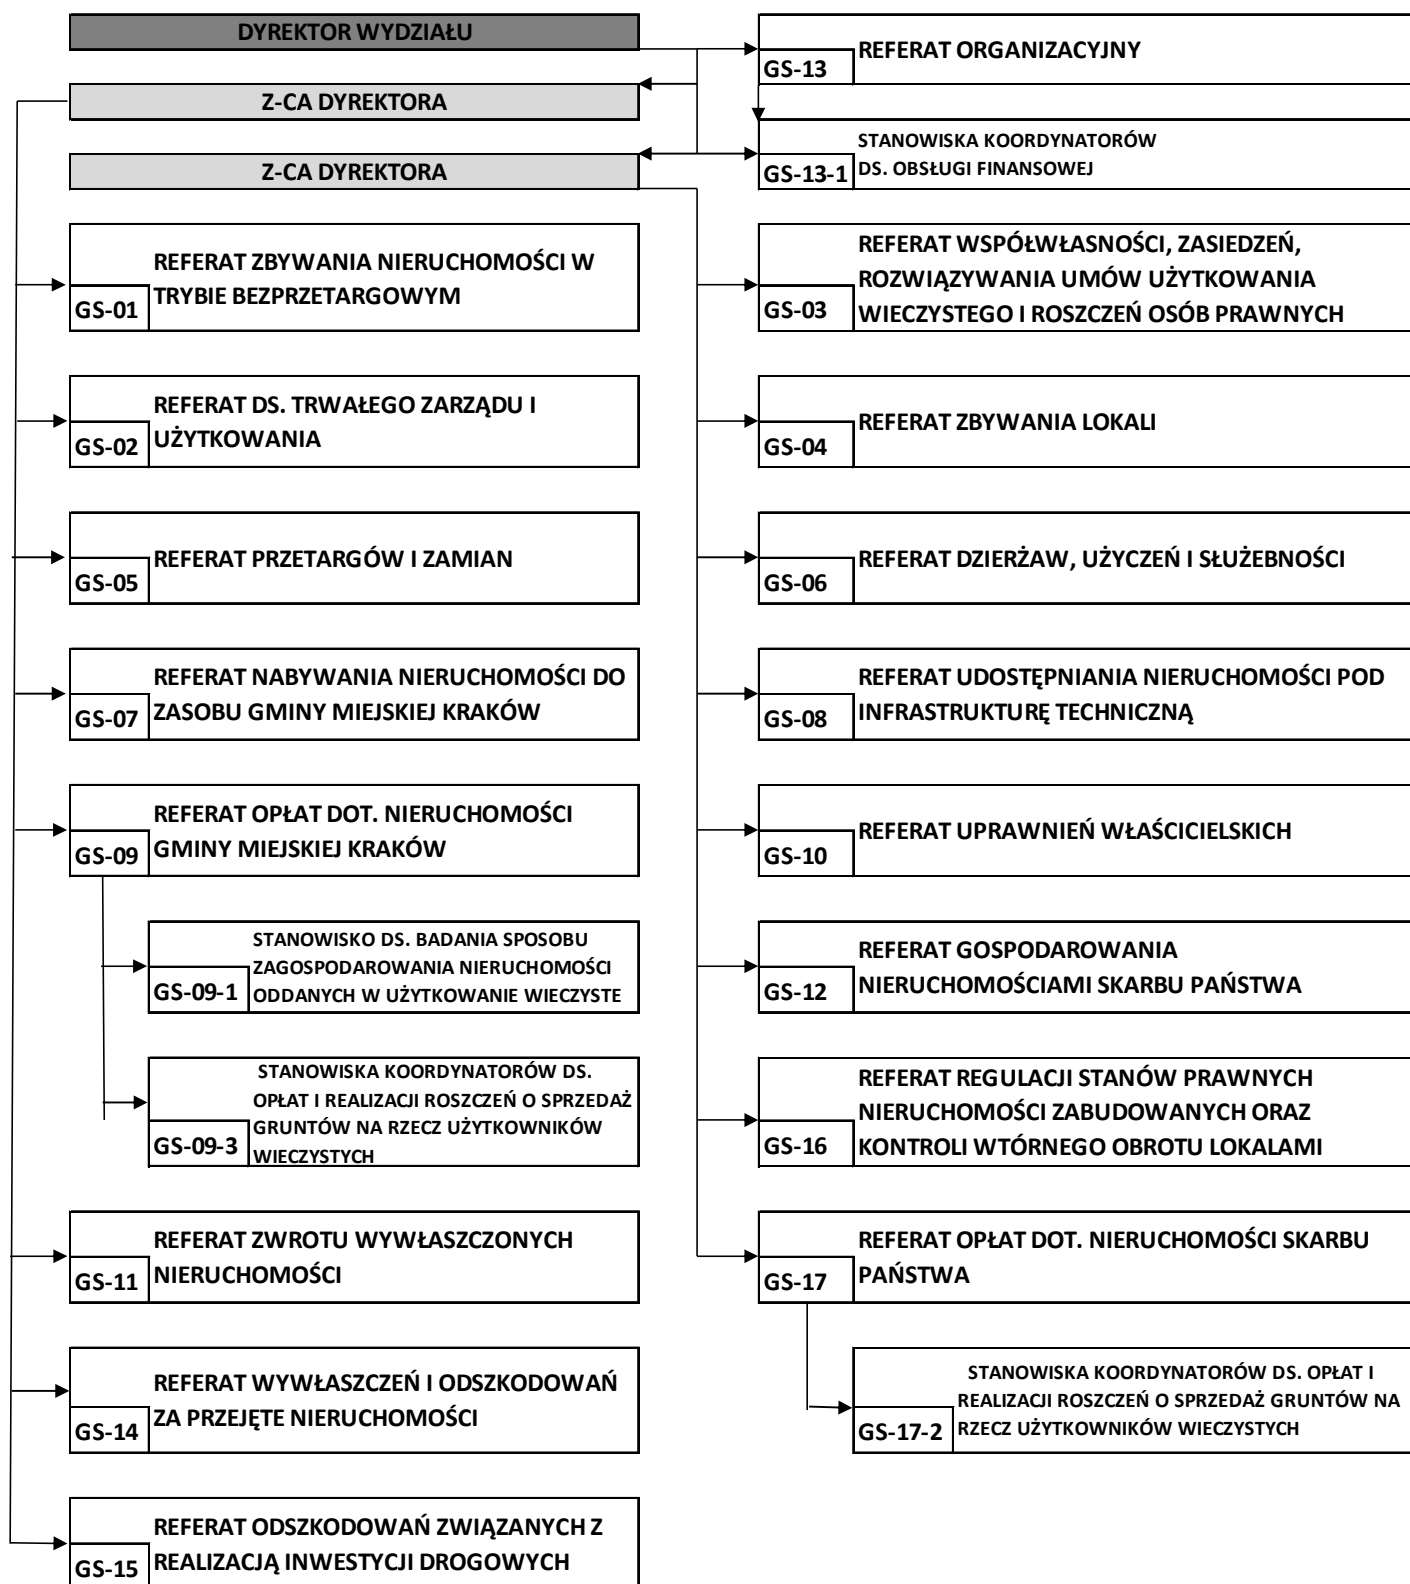 DYREKTOR WYDZIAŁU
REFERAT ORGANIZACYJNY
GS-13
Z-CA DYREKTORA
STANOWISKA KOORDYNATORÓW
DS. OBSŁUGI FINANSOWEJ
GS-13-1
Z-CA DYREKTORA
REFERAT ZBYWANIA NIERUCHOMOŚCI W
TRYBIE BEZPRZETARGOWYM
GS-01
REFERAT WSPÓŁWŁASNOŚCI, ZASIEDZEŃ,
ROZWIĄZYWANIA UMÓW UŻYTKOWANIA
WIECZYSTEGO I ROSZCZEŃ OSÓB PRAWNYCH
GS-03
REFERAT DS. TRWAŁEGO ZARZĄDU I
UŻYTKOWANIA
GS-02
REFERAT ZBYWANIA LOKALI
GS-04
REFERAT PRZETARGÓW I ZAMIAN
GS-05
REFERAT DZIERŻAW, UŻYCZEŃ I SŁUŻEBNOŚCI
GS-06
REFERAT NABYWANIA NIERUCHOMOŚCI DO
ZASOBU GMINY MIEJSKIEJ KRAKÓW
GS-07
REFERAT UDOSTĘPNIANIA NIERUCHOMOŚCI POD
INFRASTRUKTURĘ TECHNICZNĄ
GS-08
REFERAT OPŁAT DOT. NIERUCHOMOŚCI
GMINY MIEJSKIEJ KRAKÓW
GS-09
REFERAT UPRAWNIEŃ WŁAŚCICIELSKICH
GS-10
STANOWISKO DS. BADANIA SPOSOBU
ZAGOSPODAROWANIA NIERUCHOMOŚCI
ODDANYCH W UŻYTKOWANIE WIECZYSTE
GS-09-1
REFERAT GOSPODAROWANIA
NIERUCHOMOŚCIAMI SKARBU PAŃSTWA
GS-12
STANOWISKA KOORDYNATORÓW DS.
OPŁAT I REALIZACJI ROSZCZEŃ O SPRZEDAŻ
GRUNTÓW NA RZECZ UŻYTKOWNIKÓW
WIECZYSTYCH
GS-09-3
REFERAT REGULACJI STANÓW PRAWNYCH
NIERUCHOMOŚCI ZABUDOWANYCH ORAZ
KONTROLI WTÓRNEGO OBROTU LOKALAMI
GS-16
REFERAT ZWROTU WYWŁASZCZONYCH
NIERUCHOMOŚCI
GS-11
REFERAT OPŁAT DOT. NIERUCHOMOŚCI SKARBU
PAŃSTWA
GS-17
REFERAT WYWŁASZCZEŃ I ODSZKODOWAŃ
ZA PRZEJĘTE NIERUCHOMOŚCI
GS-14
STANOWISKA KOORDYNATORÓW DS. OPŁAT I
REALIZACJI ROSZCZEŃ O SPRZEDAŻ GRUNTÓW NA
RZECZ UŻYTKOWNIKÓW WIECZYSTYCH
GS-17-2
REFERAT ODSZKODOWAŃ ZWIĄZANYCH Z
REALIZACJĄ INWESTYCJI DROGOWYCH
GS-15